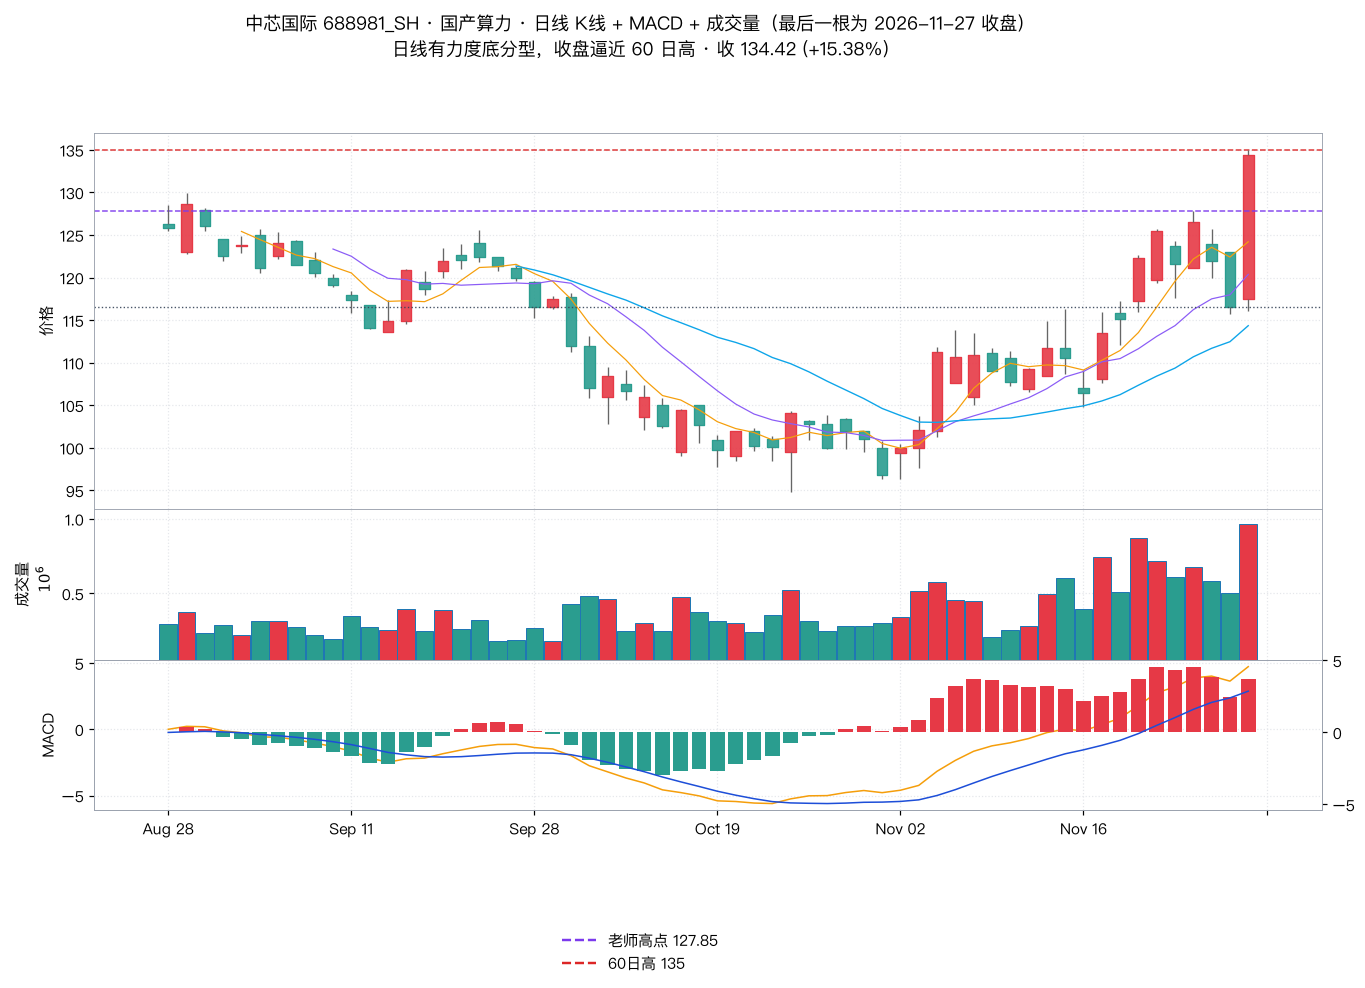 中芯国际 688981_SH · 国产算力 · 日线 K线 + MACD + 成交量（最后一根为 2026-11-27 收盘）
日线有力度底分型，收盘逼近 60 日高 · 收 134.42 (+15.38%)
135
130
125
120
115
110
105
100
95
价格
1.0
0.5
成交量
10⁶
5
0
−5
MACD
5
0
−5
Aug 28
Sep 11
Sep 28
Oct 19
Nov 02
Nov 16
老师高点 127.85
60日高 135